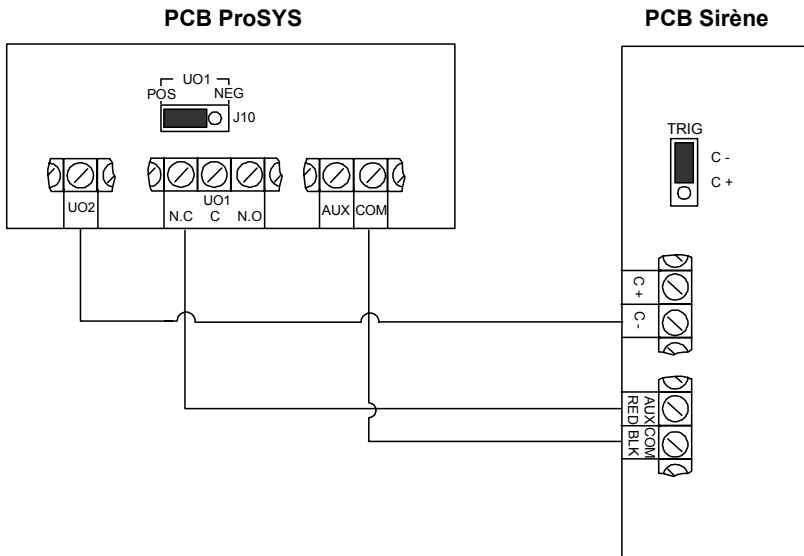 PCB ProSYS
PCB Sirène
UO1
POS NEG
J10
UO2
UO1
N.C C N.O
AUX COM
TRIG
C -
C +
C +
C -
AUX RED
COM BLK